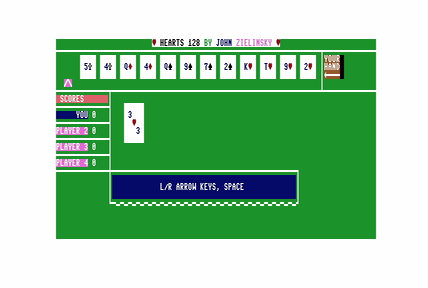 ♥ HEARTS 128 BY JOHN ZIELINSKY ♥
5♣ 4♣ Q♦ 4♦ Q♠ 9♠ 7♠ 2♠ K♥ T♥ 9♥ 2♥
YOUR
HAND
SCORES
YOU 0
PLAYER 2 0
PLAYER 3 0
PLAYER 4 0
3
♥
3
L/R ARROW KEYS, SPACE